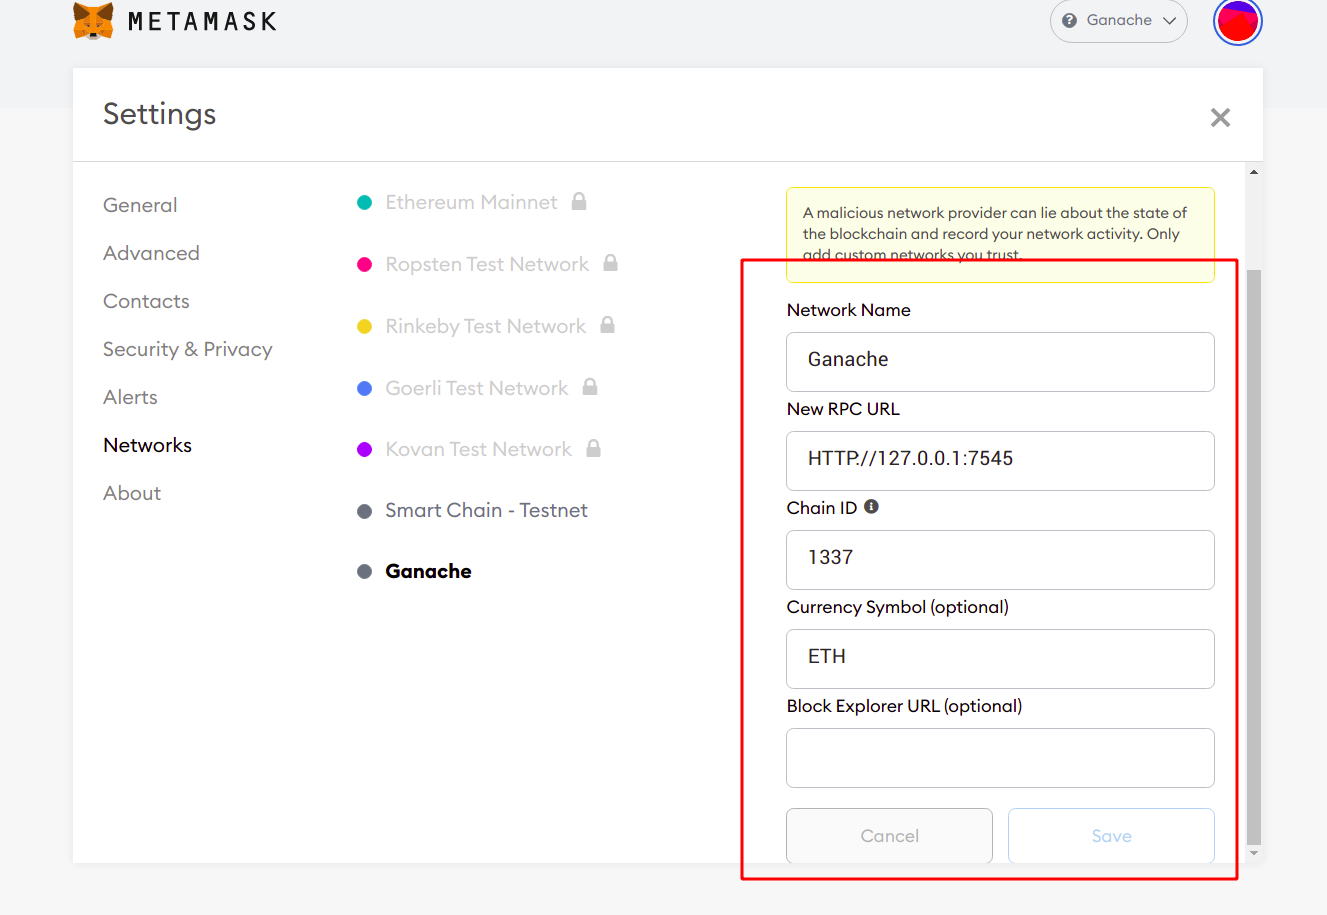 METAMASK
Ganache
Settings
General
Advanced
Contacts
Security & Privacy
Alerts
Networks
About
Ethereum Mainnet
Ropsten Test Network
Rinkeby Test Network
Goerli Test Network
Kovan Test Network
Smart Chain - Testnet
Ganache
A malicious network provider can lie about the state of
the blockchain and record your network activity. Only
add custom networks you trust.
Network Name
Ganache
New RPC URL
HTTP://127.0.0.1:7545
Chain ID
1337
Currency Symbol (optional)
ETH
Block Explorer URL (optional)
Cancel
Save